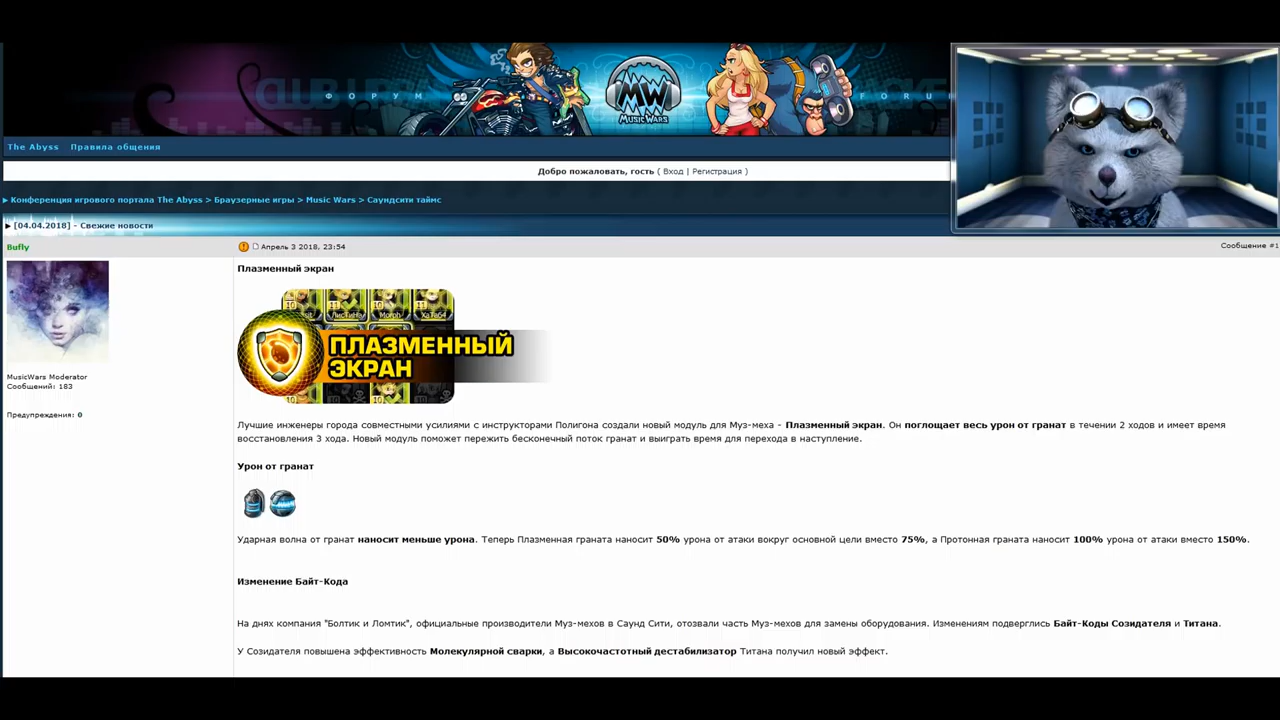 ФОРУМ
MW
MUSICWARS
The Abyss Правила общения
Добро пожаловать, гость ( Вход | Регистрация )
Конференция игрового портала The Abyss > Браузерные игры > Music Wars > Саундсити таймс
[04.04.2018] - Свежие новости
Bufly
Апрель 3 2018, 23:54
Сообщение #1
Плазменный экран
ПЛАЗМЕННЫЙ
ЭКРАН
MusicWars Moderator
Сообщений: 183
Предупреждения: 0
Лучшие инженеры города совместными усилиями с инструкторами Полигона создали новый модуль для Муз-меха - Плазменный экран. Он поглощает весь урон от гранат в течении 2 ходов и имеет время
восстановления 3 хода. Новый модуль поможет пережить бесконечный поток гранат и выиграть время для перехода в наступление.
Урон от гранат
Ударная волна от гранат наносит меньше урона. Теперь Плазменная граната наносит 50% урона от атаки вокруг основной цели вместо 75%, а Протонная граната наносит 100% урона от атаки вместо 150%.
Изменение Байт-Кода
На днях компания "Болтик и Ломтик", официальные производители Муз-мехов в Саунд Сити, отозвали часть Муз-мехов для замены оборудования. Изменениям подверглись Байт-Коды Созидателя и Титана.
У Созидателя повышена эффективность Молекулярной сварки, а Высокочастотный дестабилизатор Титана получил новый эффект.